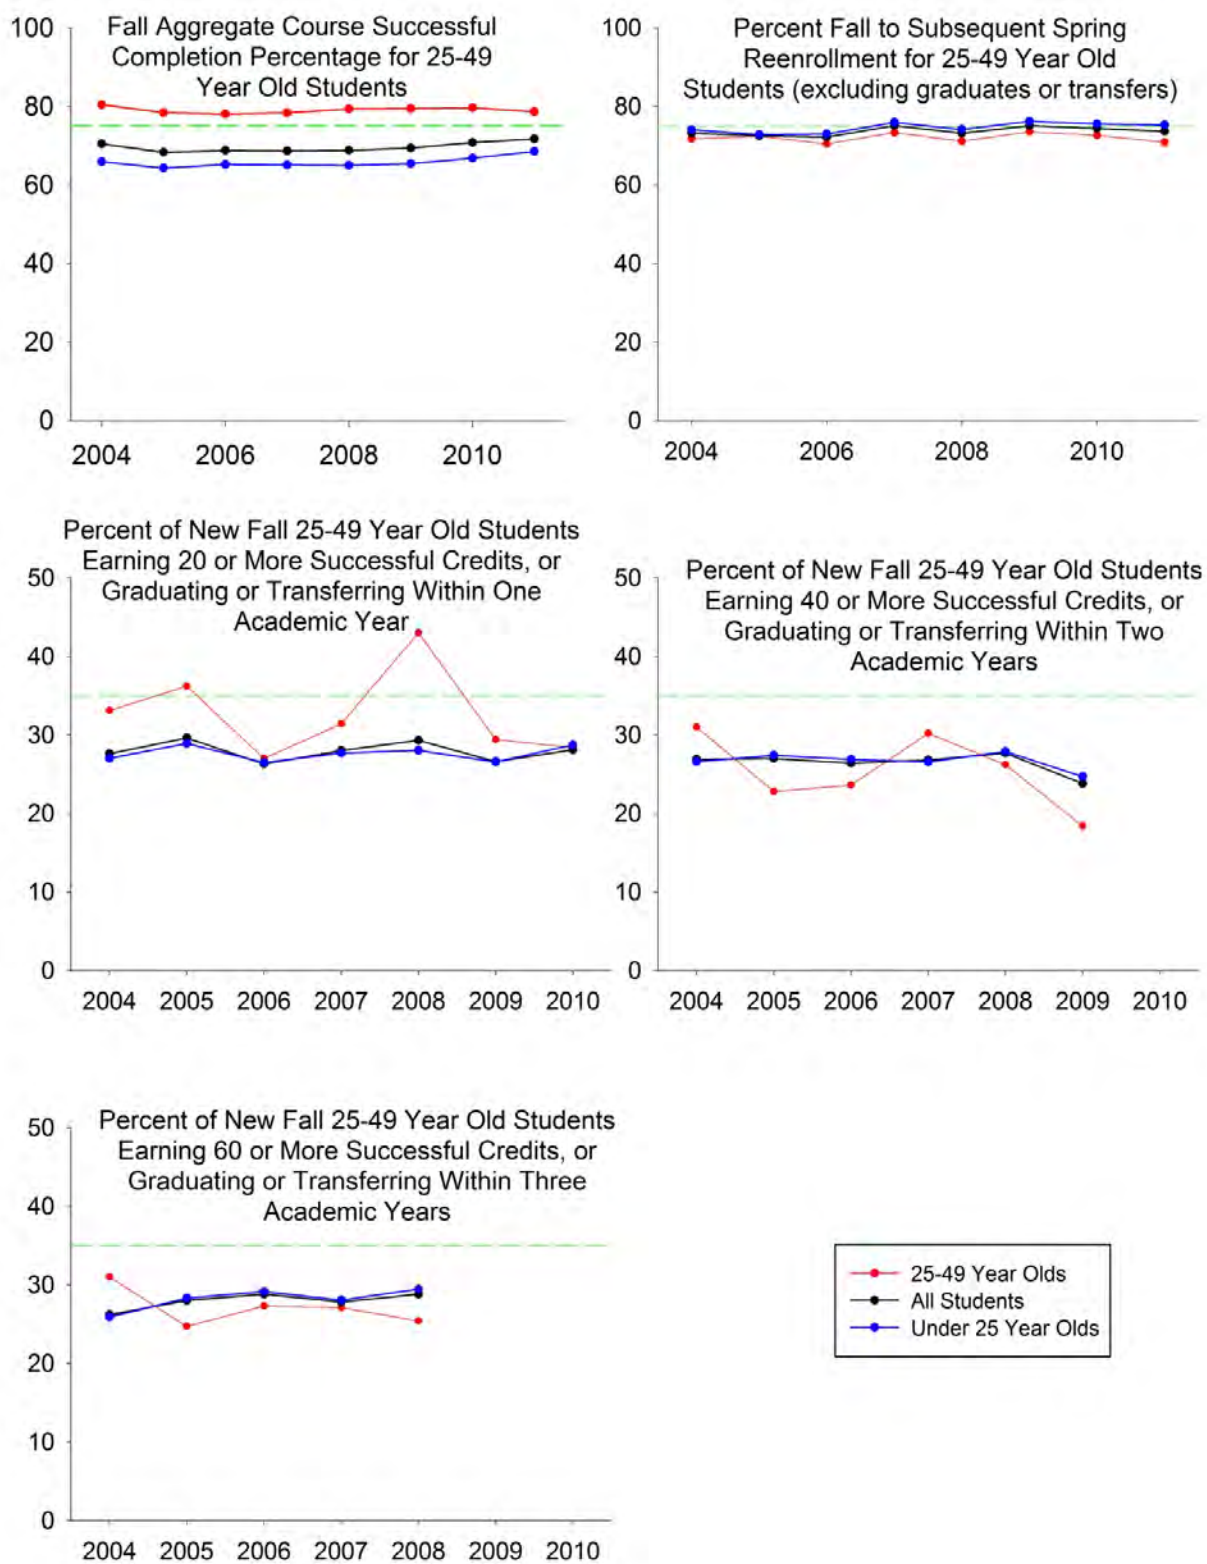 Fall Aggregate Course Successful
Completion Percentage for 25-49
Year Old Students
100
80
60
40
20
0
2004 2006 2008 2010
Percent Fall to Subsequent Spring
Reenrollment for 25-49 Year Old
Students (excluding graduates or transfers)
100
80
60
40
20
0
2004 2006 2008 2010
Percent of New Fall 25-49 Year Old Students
Earning 20 or More Successful Credits, or
Graduating or Transferring Within One
Academic Year
50
40
30
20
10
0
2004 2005 2006 2007 2008 2009 2010
Percent of New Fall 25-49 Year Old Students
Earning 40 or More Successful Credits, or
Graduating or Transferring Within Two
Academic Years
50
40
30
20
10
0
2004 2005 2006 2007 2008 2009 2010
Percent of New Fall 25-49 Year Old Students
Earning 60 or More Successful Credits, or
Graduating or Transferring Within Three
Academic Years
50
40
30
20
10
0
2004 2005 2006 2007 2008 2009 2010
25-49 Year Olds
All Students
Under 25 Year Olds